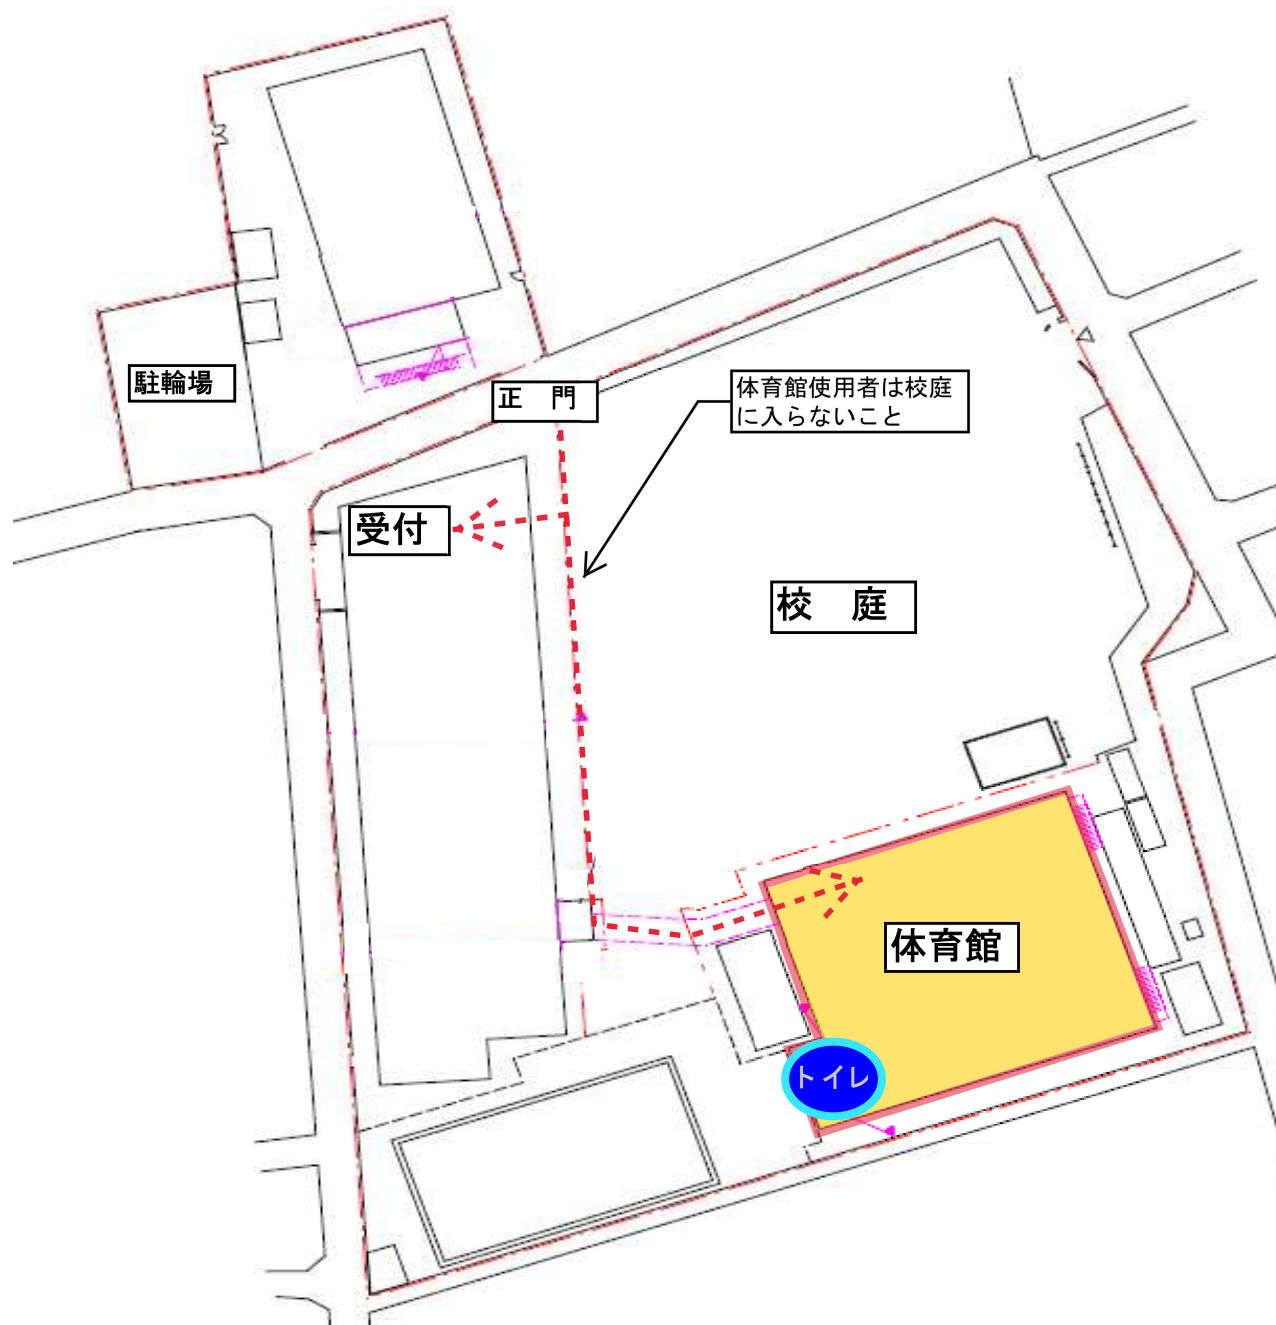 駐輪場
正　門
体育館使用者は校庭
に入らないこと
受付
校　庭
体育館
トイレ